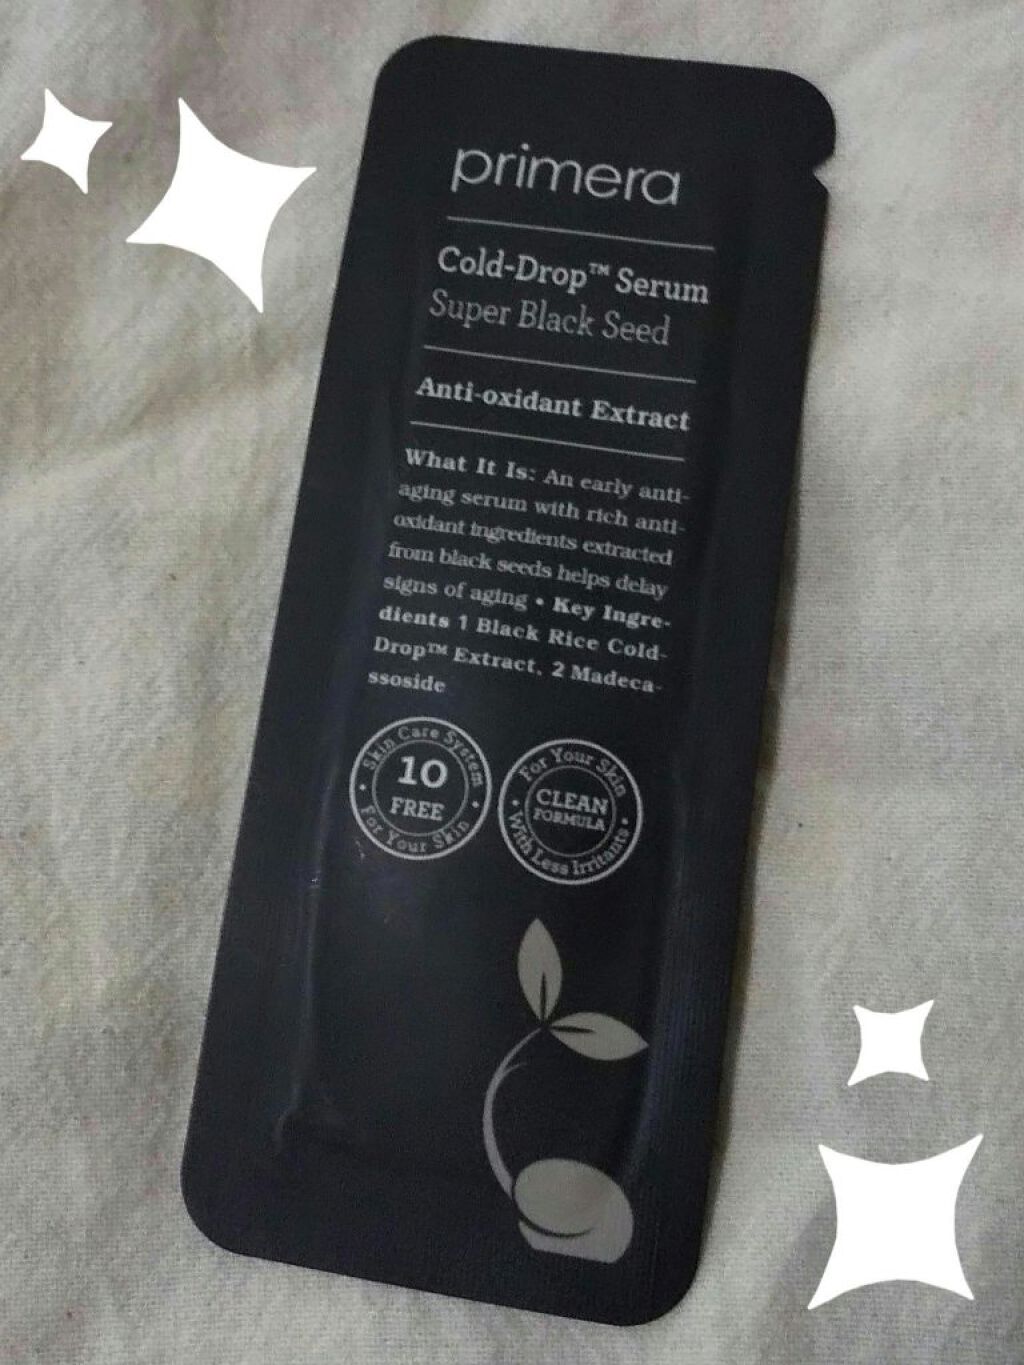 primera
Cold-Drop™ Serum
Super Black Seed
Anti-oxidant Extract
What It Is: An early anti-
aging serum with rich anti-
oxidant ingredients extracted
from black seeds helps delay
signs of aging • Key Ingre-
dients 1 Black Rice Cold-
Drop™ Extract, 2 Madeca-
ssoside
Skin Care System
10
FREE
For Your Skin
For Your Skin
CLEAN
FORMULA
With Less Irritants